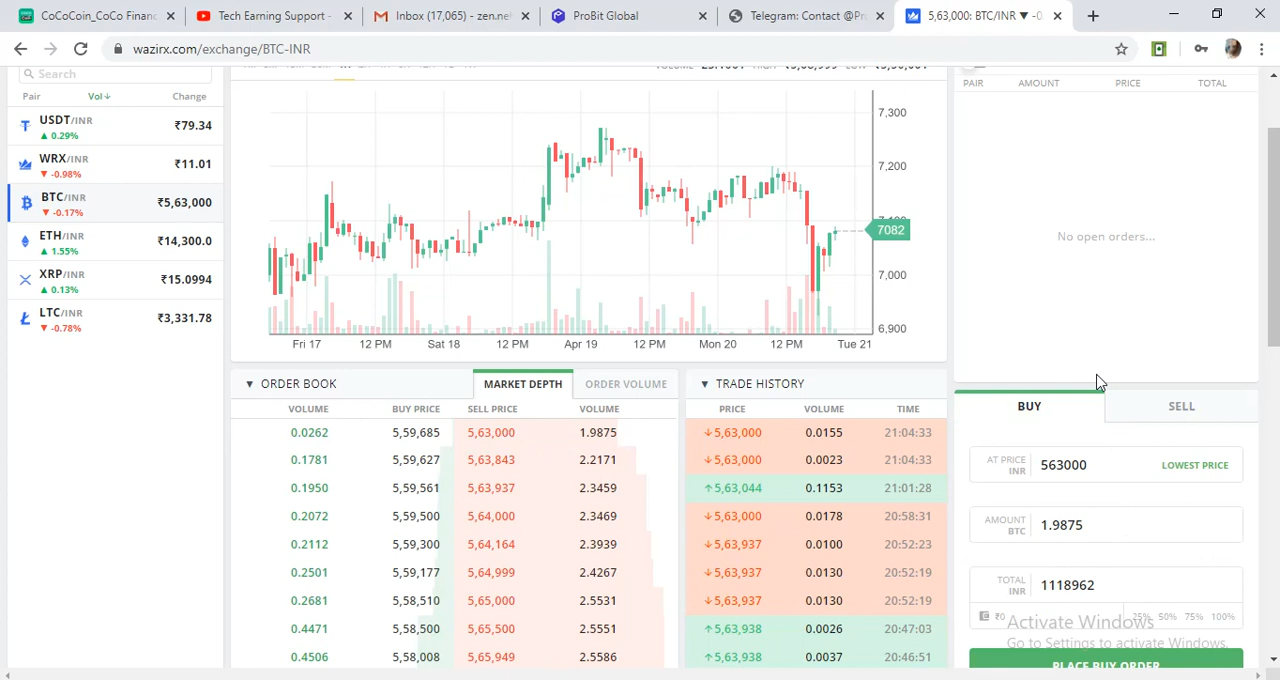 CoCoCoin_CoCo Financ
Tech Earning Support -
Inbox (17,065) - zen.net
ProBit Global
Telegram: Contact @Pr
5,63,000: BTC/INR ▼ -0.
wazirx.com/exchange/BTC-INR
Search
Pair Vol↓ Change
USDT/INR ₹79.34
▲ 0.29%
WRX/INR ₹11.01
▼ -0.98%
BTC/INR ₹5,63,000
▼ -0.17%
ETH/INR ₹14,300.0
▲ 1.55%
XRP/INR ₹15.0994
▲ 0.13%
LTC/INR ₹3,331.78
▼ -0.78%
7,300
7,200
7,100
7082
7,000
6,900
Fri 17 12 PM Sat 18 12 PM Apr 19 12 PM Mon 20 12 PM Tue 21
PAIR AMOUNT PRICE TOTAL
No open orders...
▼ ORDER BOOK MARKET DEPTH ORDER VOLUME
VOLUME BUY PRICE SELL PRICE VOLUME
0.0262 5,59,685 5,63,000 1.9875
0.1781 5,59,627 5,63,843 2.2171
0.1950 5,59,561 5,63,937 2.3459
0.2072 5,59,500 5,64,000 2.3469
0.2112 5,59,300 5,64,164 2.3939
0.2501 5,59,177 5,64,999 2.4267
0.2681 5,58,510 5,65,000 2.5531
0.4471 5,58,500 5,65,500 2.5551
0.4506 5,58,008 5,65,949 2.5586
▼ TRADE HISTORY
PRICE VOLUME TIME
↓5,63,000 0.0155 21:04:33
↓5,63,000 0.0023 21:04:33
↑5,63,044 0.1153 21:01:28
↓5,63,000 0.0178 20:58:31
↓5,63,937 0.0100 20:52:23
↓5,63,937 0.0130 20:52:19
↓5,63,937 0.0130 20:52:19
↑5,63,938 0.0026 20:47:03
↑5,63,938 0.0037 20:46:51
BUY SELL
AT PRICE INR 563000 LOWEST PRICE
AMOUNT BTC 1.9875
TOTAL INR 1118962
₹0 25% 50% 75% 100%
Activate Windows
Go to Settings to activate Windows.
PLACE BUY ORDER